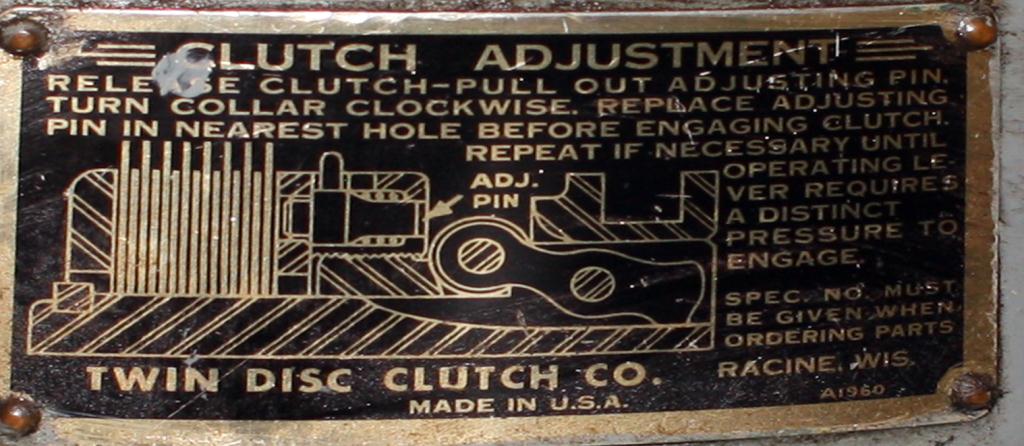 CLUTCH ADJUSTMENT
RELEASE CLUTCH-PULL OUT ADJUSTING PIN.
TURN COLLAR CLOCKWISE. REPLACE ADJUSTING
PIN IN NEAREST HOLE BEFORE ENGAGING CLUTCH.
REPEAT IF NECESSARY UNTIL
OPERATING LE-
VER REQUIRES
A DISTINCT
PRESSURE TO
ENGAGE.
ADJ.
PIN
SPEC. NO. MUST
BE GIVEN WHEN
ORDERING PARTS
RACINE, WIS.
TWIN DISC CLUTCH CO.
MADE IN U.S.A.
A1960